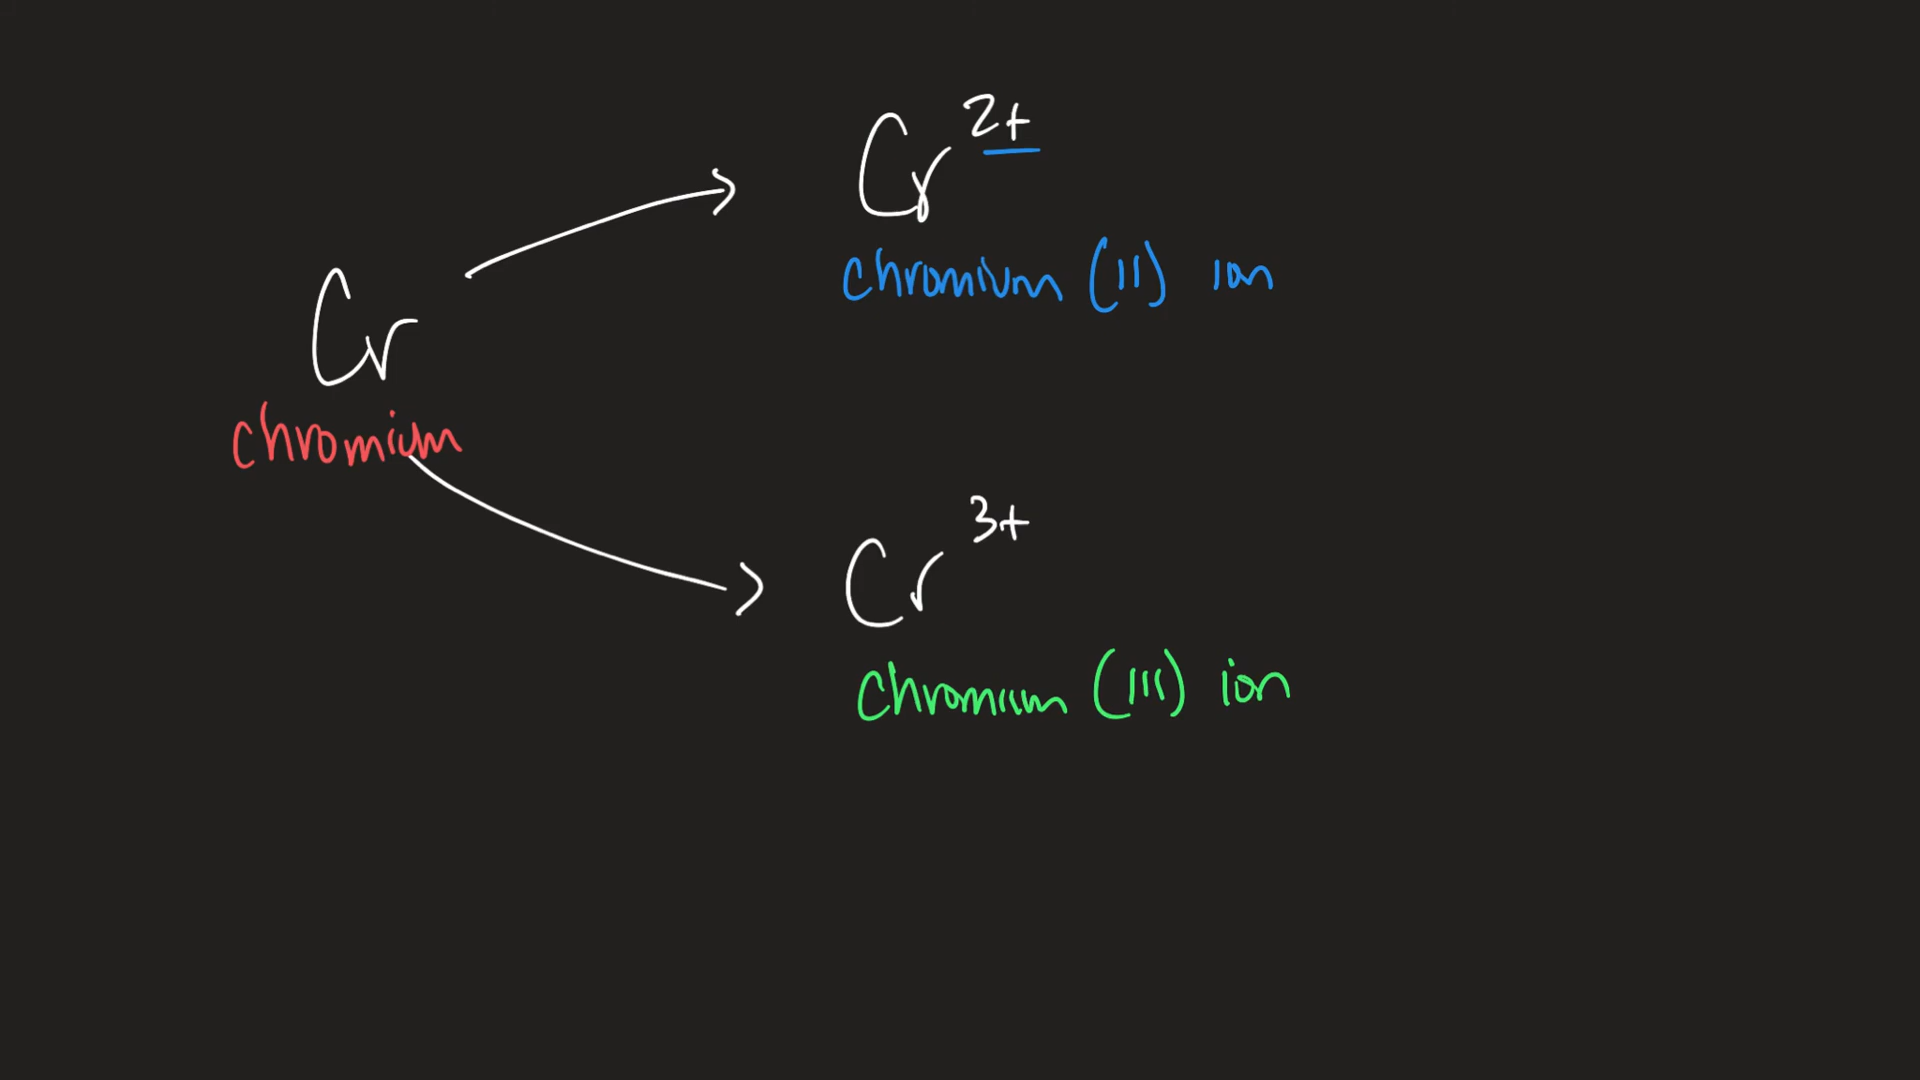 Cr²⁺
chromium (II) ion
Cr
chromium
Cr³⁺
Chromium (III) ion